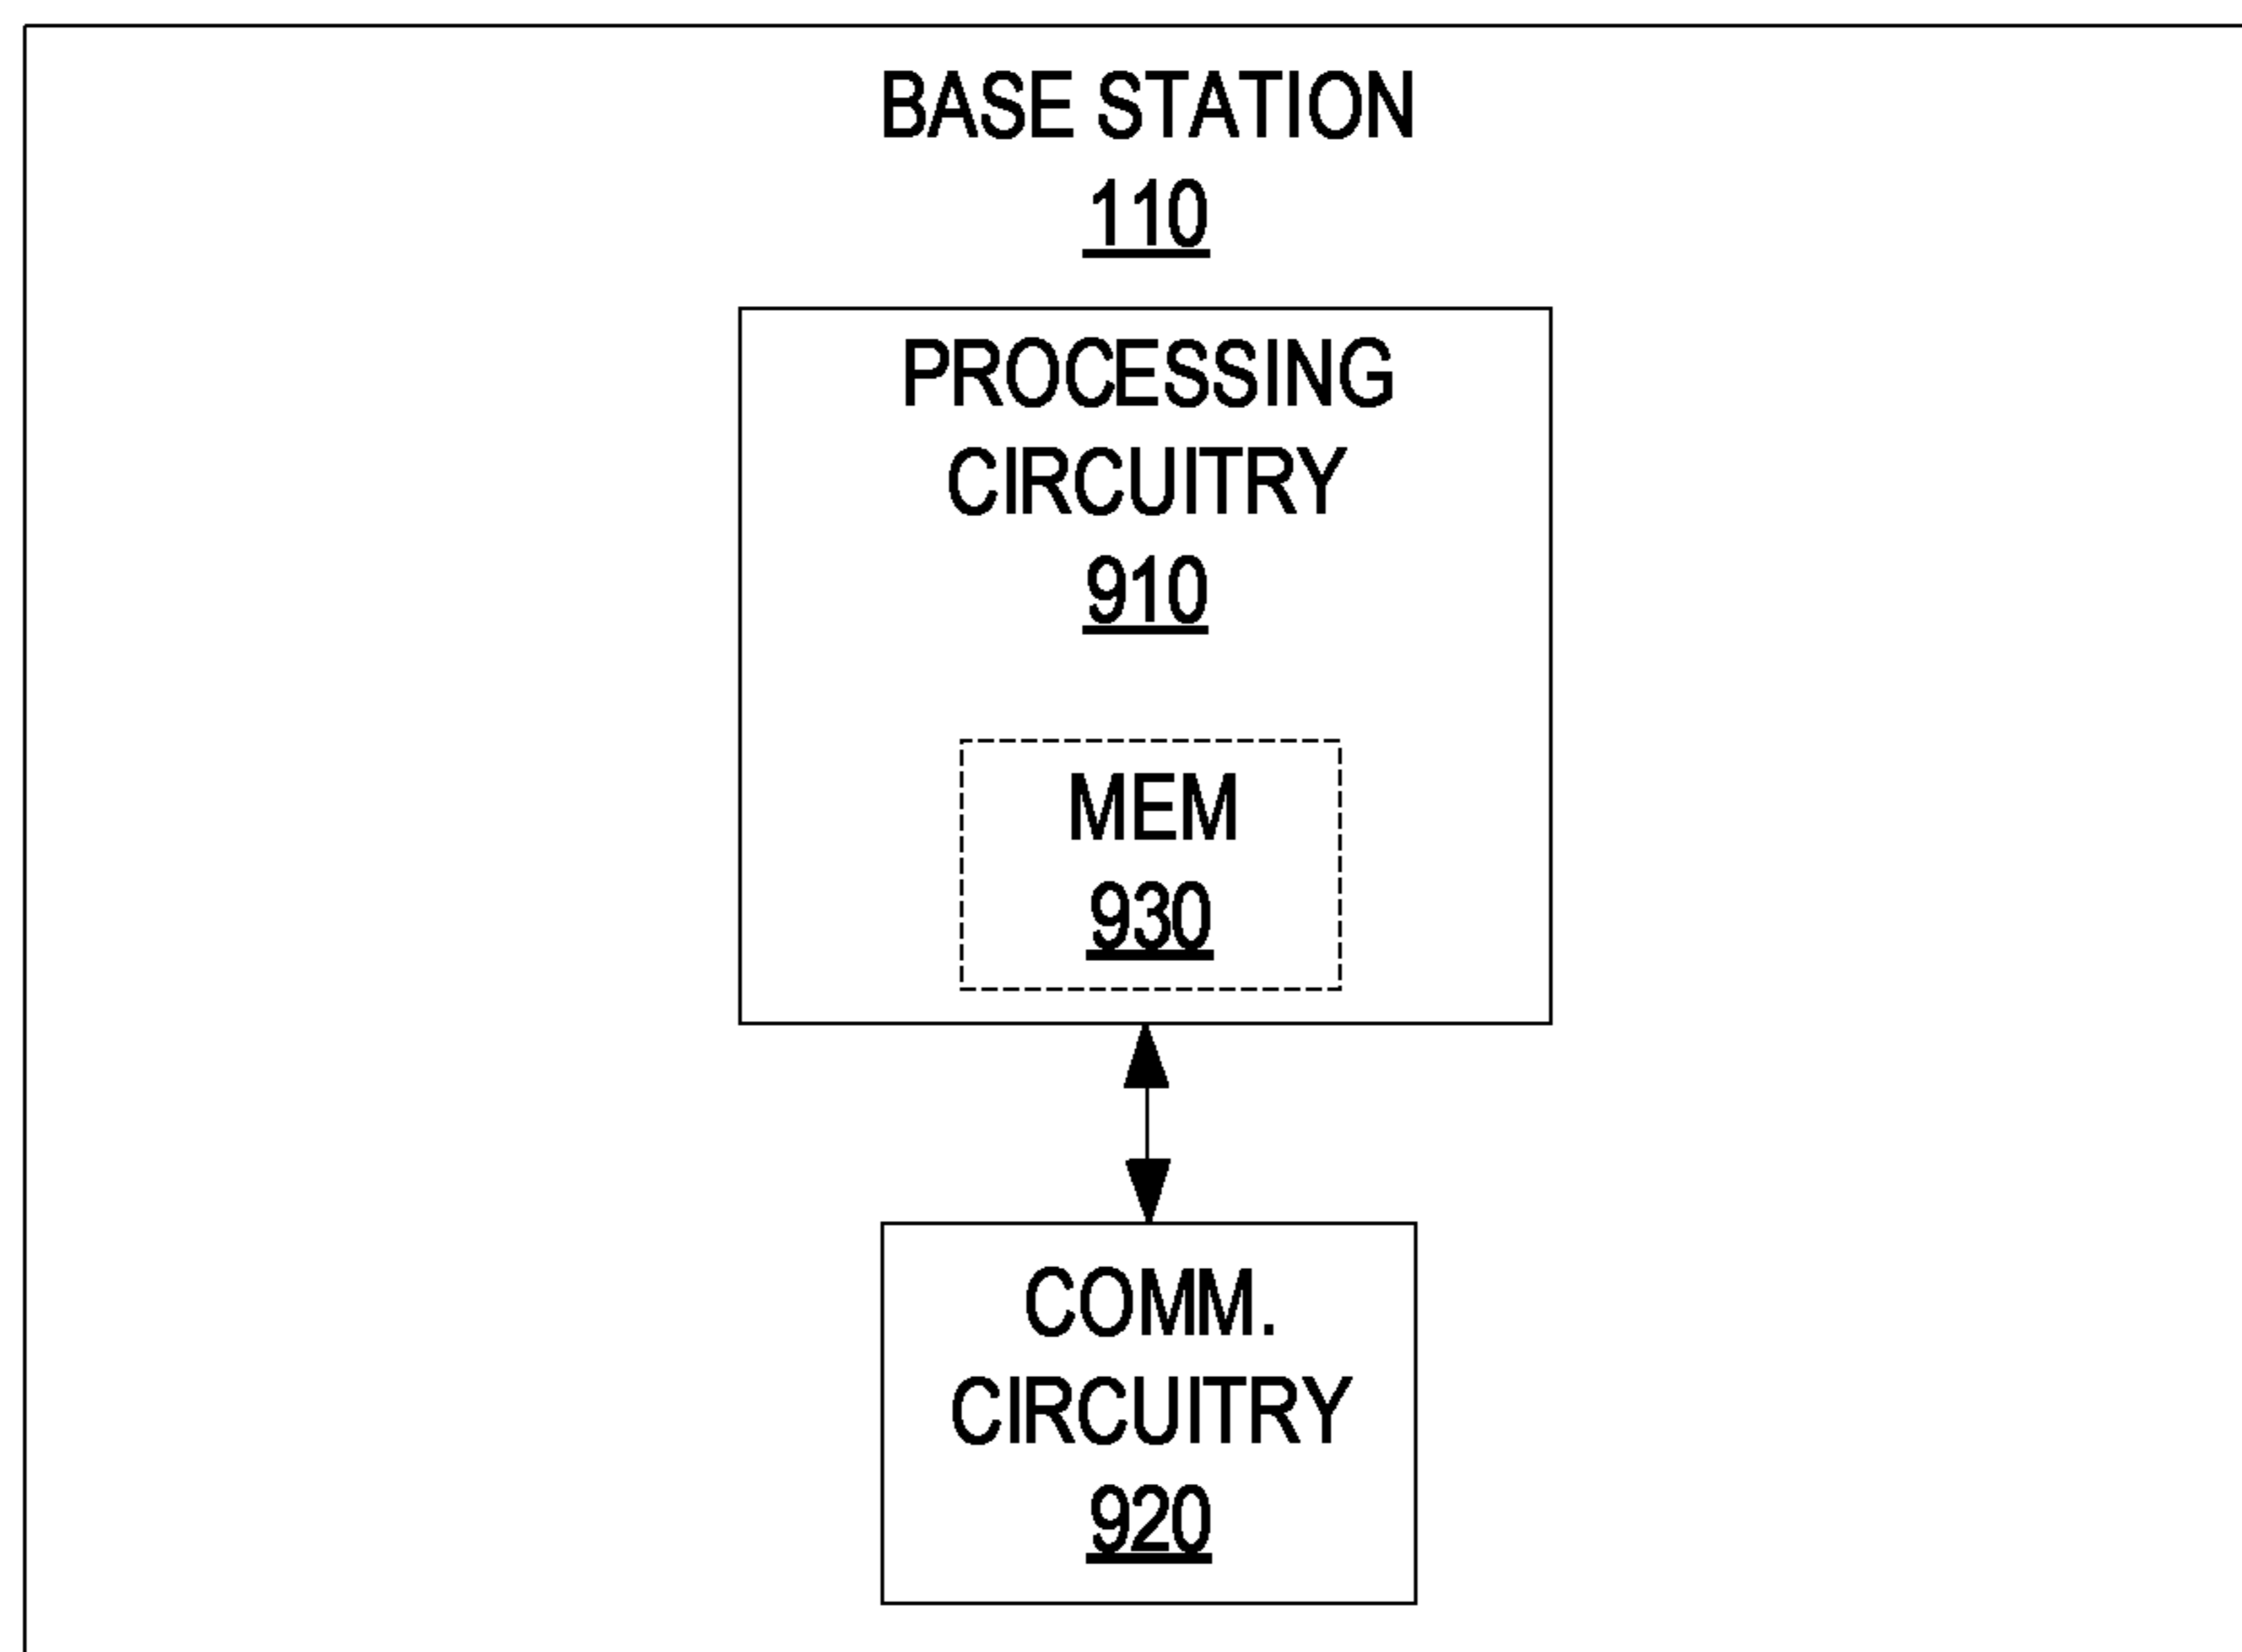 BASE STATION
110
PROCESSING
CIRCUITRY
910
MEM
930
COMM.
CIRCUITRY
920